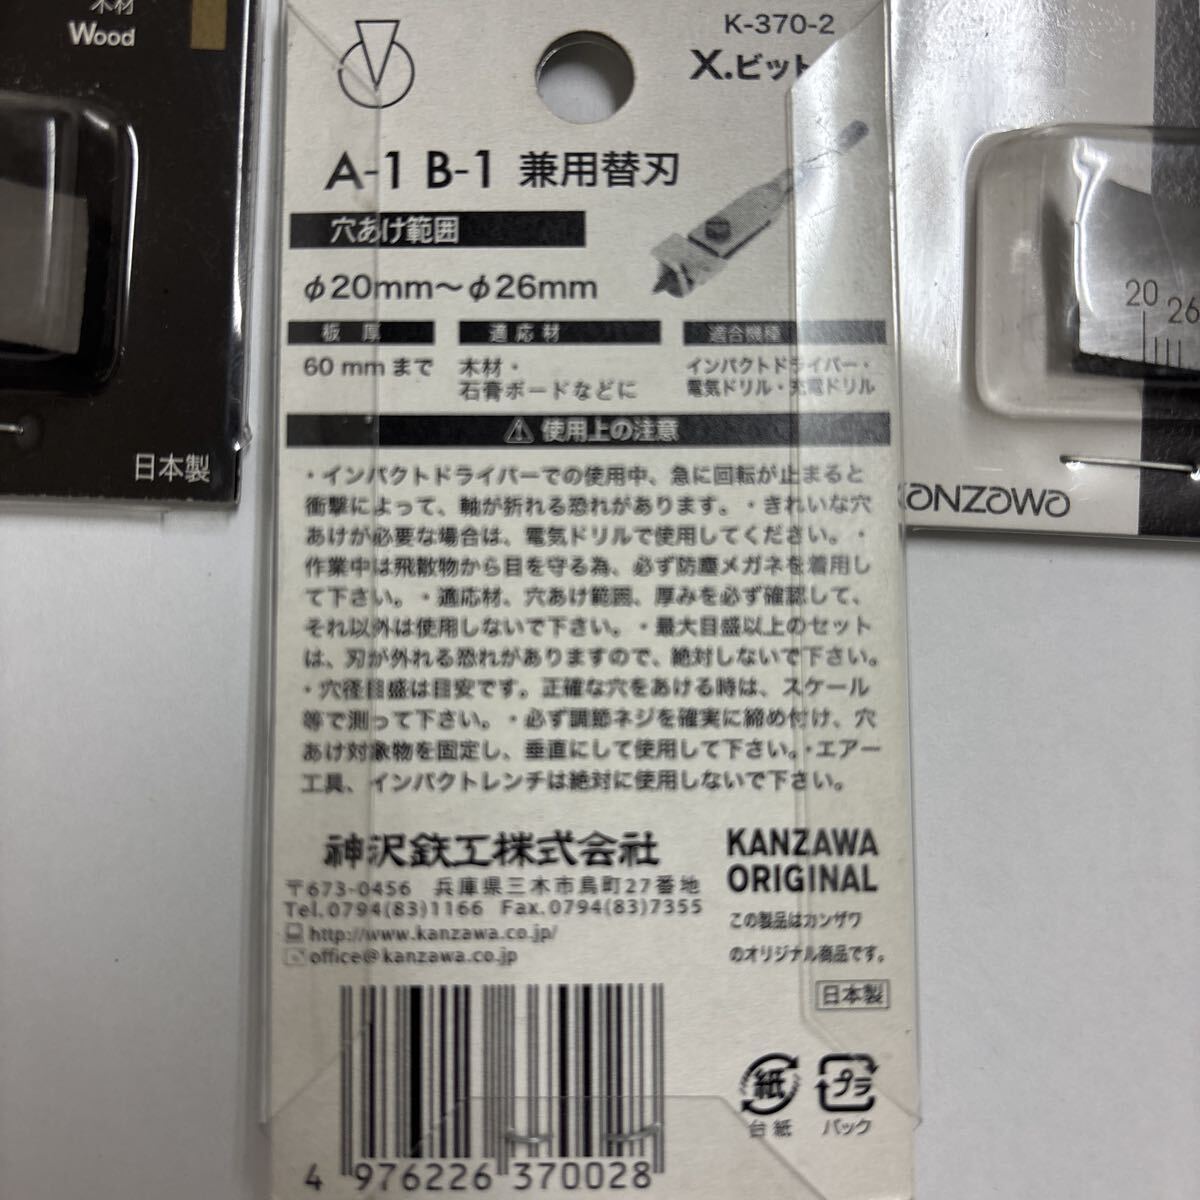 木材
Wood
日本製
K-370-2
X.ビット
A-1 B-1 兼用替刃
穴あけ範囲
φ20mm～φ26mm
板厚
60mmまで
適応材
木材・
石膏ボードなどに
適合機種
インパクトドライバー・
電気ドリル・充電ドリル
⚠ 使用上の注意
・インパクトドライバーでの使用中、急に回転が止まると
衝撃によって、軸が折れる恐れがあります。・きれいな穴
あけが必要な場合は、電気ドリルで使用してください。・
作業中は飛散物から目を守る為、必ず防塵メガネを着用し
て下さい。・適応材、穴あけ範囲、厚みを必ず確認して、
それ以外は使用しないで下さい。・最大目盛以上のセット
は、刃が外れる恐れがありますので、絶対しないで下さい。
・穴径目盛は目安です。正確な穴をあける時は、スケール
等で測って下さい。・必ず調節ネジを確実に締め付け、穴
あけ対象物を固定し、垂直にして使用して下さい。・エアー
工具、インパクトレンチは絶対に使用しないで下さい。
神沢鉄工株式会社
〒673-0456 兵庫県三木市鳥町27番地
Tel.0794(83)1166 Fax.0794(83)7355
http://www.kanzawa.co.jp/
office@kanzawa.co.jp
KANZAWA
ORIGINAL
この製品はカンザワ
のオリジナル商品です。
日本製
紙
台紙
プラ
パック
4 976226 370028
20
26
KANZAWA